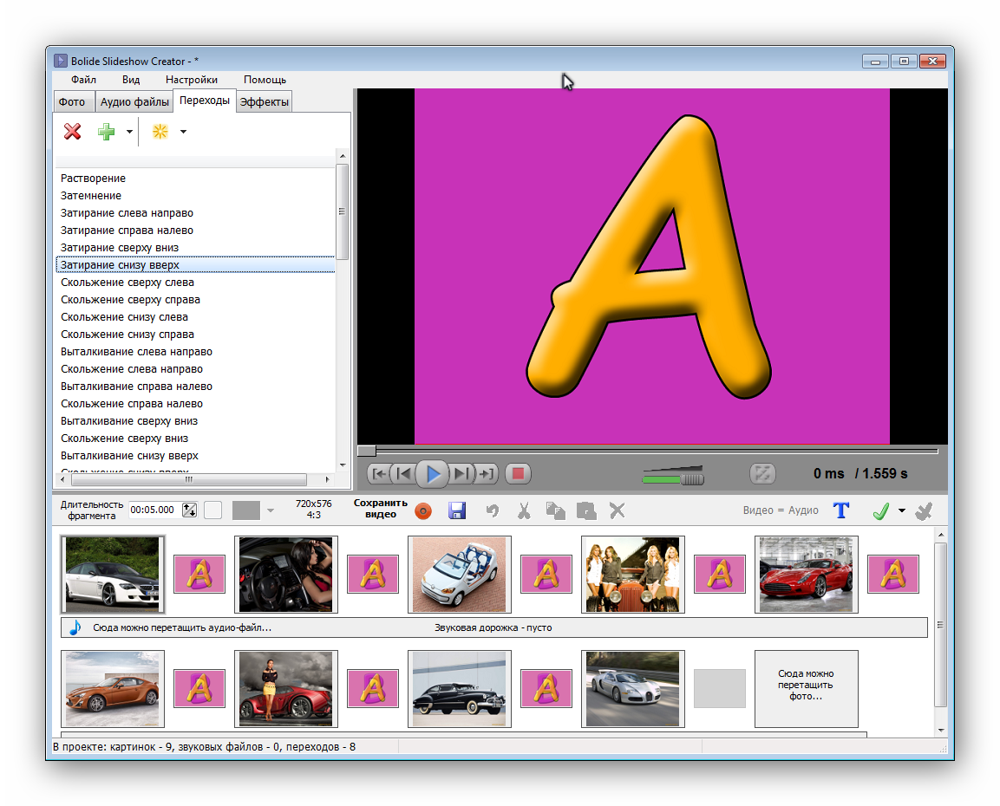 Bolide Slideshow Creator - *
Файл Вид Настройки Помощь
Фото Аудио файлы Переходы Эффекты
Растворение
Затемнение
Затирание слева направо
Затирание справа налево
Затирание сверху вниз
Затирание снизу вверх
Скольжение сверху слева
Скольжение сверху справа
Скольжение снизу слева
Скольжение снизу справа
Выталкивание слева направо
Скольжение слева направо
Выталкивание справа налево
Скольжение справа налево
Выталкивание сверху вниз
Скольжение сверху вниз
Выталкивание снизу вверх
Скольжение снизу вверх
A
0 ms / 1.559 s
Длительность
фрагмента
00:05.000
720x576
4:3
Сохранить
видео
Видео = Аудио
T
A A A A A
Сюда можно перетащить аудио-файл...
Звуковая дорожка - пусто
A A A
Сюда можно
перетащить
фото...
В проекте: картинок - 9, звуковых файлов - 0, переходов - 8